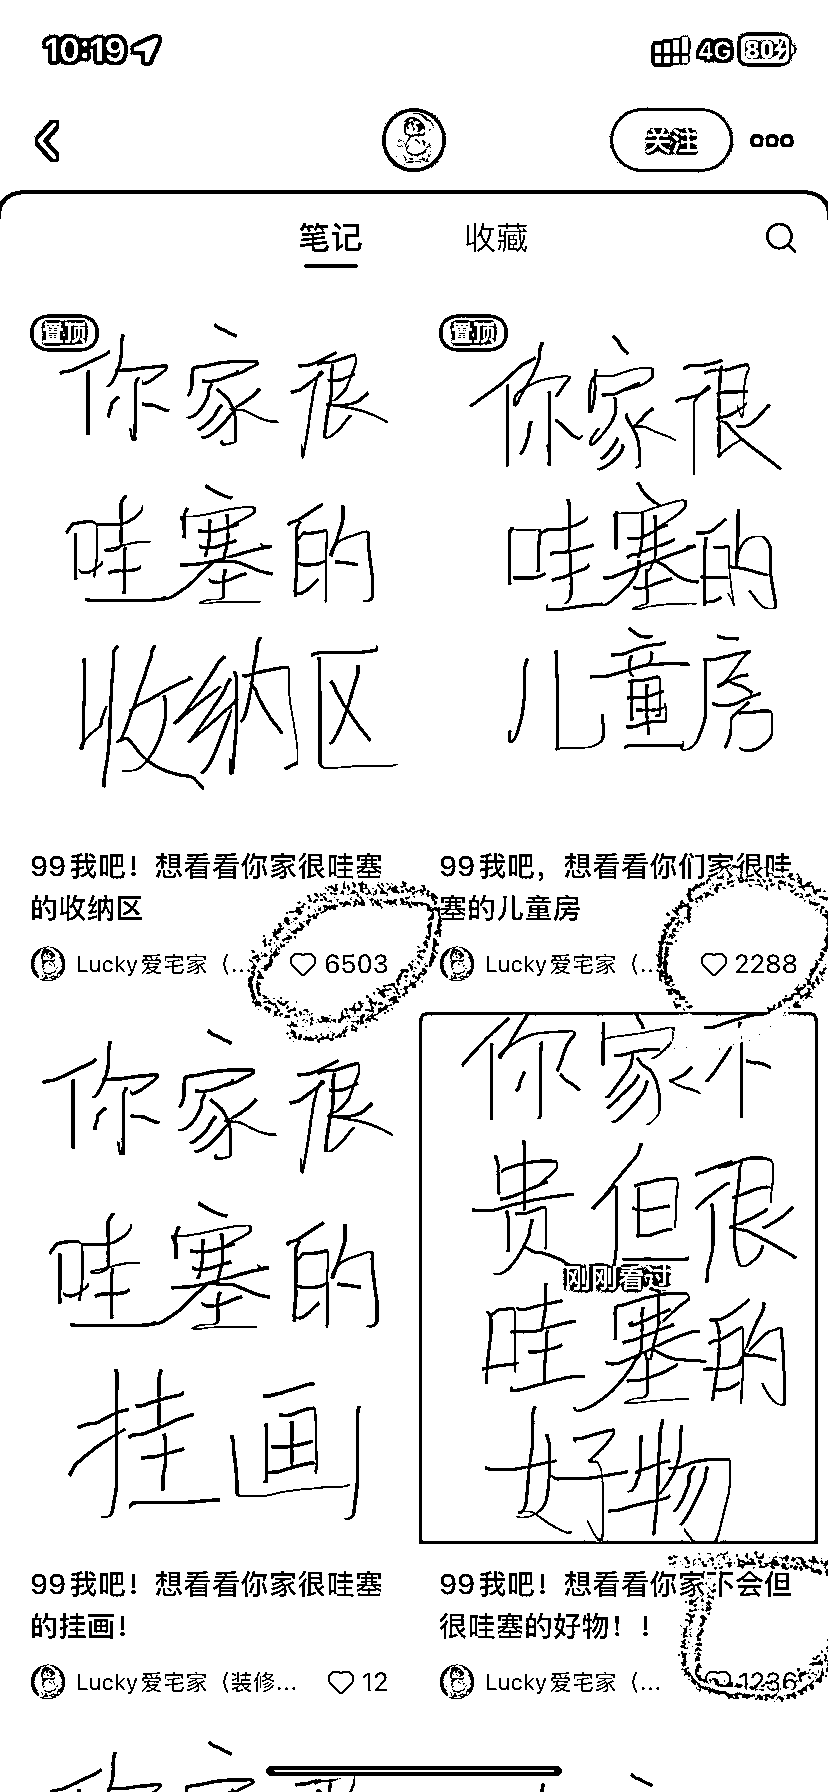 10:19
4G 80
关注
笔记 收藏
置顶
你家很
哇塞的
收纳区
99我吧！想看看你家很哇塞
的收纳区
Lucky爱宅家（... 6503
置顶
你家很
哇塞的
儿童房
99我吧，想看看你们家很哇
塞的儿童房
Lucky爱宅家（... 2288
你家很
哇塞的
挂画
99我吧！想看看你家很哇塞
的挂画！
Lucky爱宅家（装修... 12
你家不
贵但很
刚刚看过
哇塞的
好物
99我吧！想看看你家不会但
很哇塞的好物！！
Lucky爱宅家（... 1236
你家很